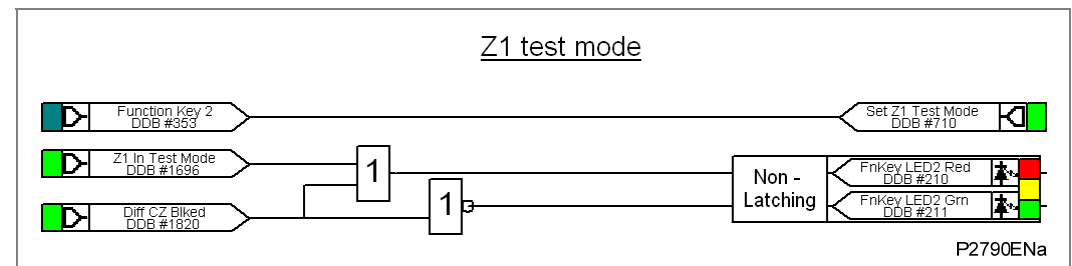 Z1 test mode
Function Key 2
DDB #353
Set Z1 Test Mode
DDB #710
Z1 In Test Mode
DDB #1696
1
Non -
Latching
FnKey LED2 Red
DDB #210
Diff CZ Blked
DDB #1820
1
FnKey LED2 Grn
DDB #211
P2790ENa